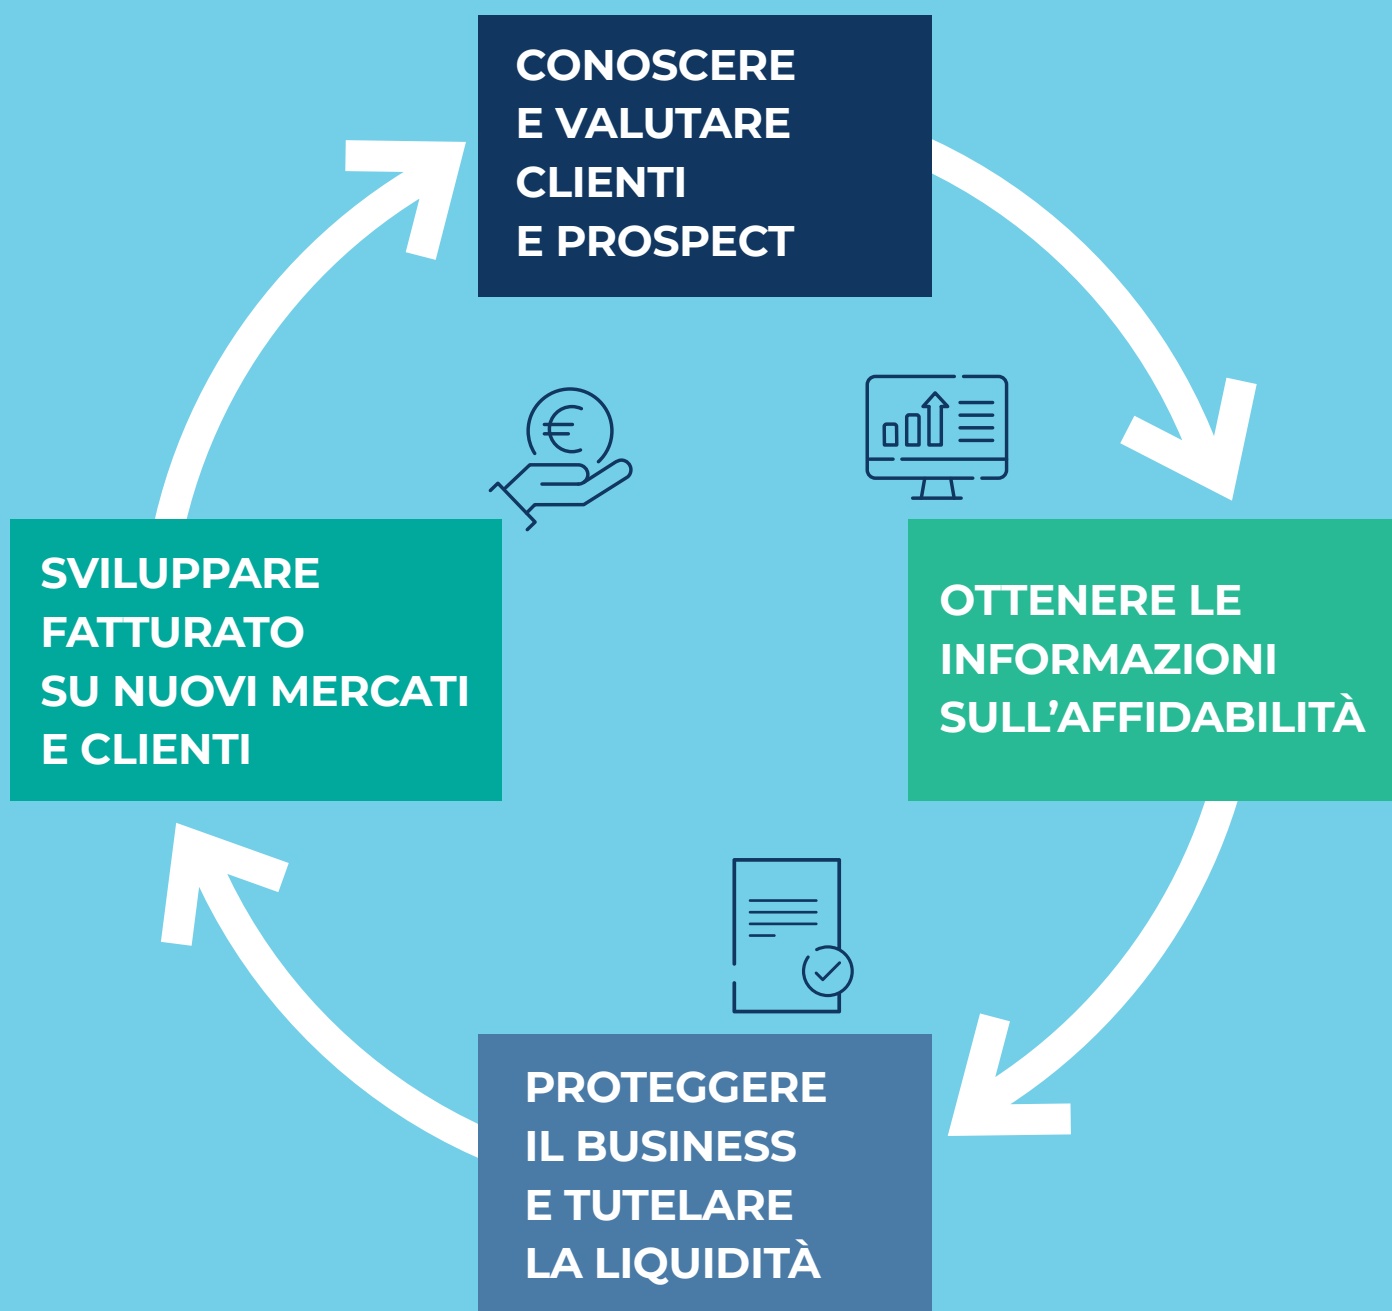 CONOSCERE
E VALUTARE
CLIENTI
E PROSPECT
OTTENERE LE
INFORMAZIONI
SULL’AFFIDABILITÀ
PROTEGGERE
IL BUSINESS
E TUTELARE
LA LIQUIDITÀ
SVILUPPARE
FATTURATO
SU NUOVI MERCATI
E CLIENTI